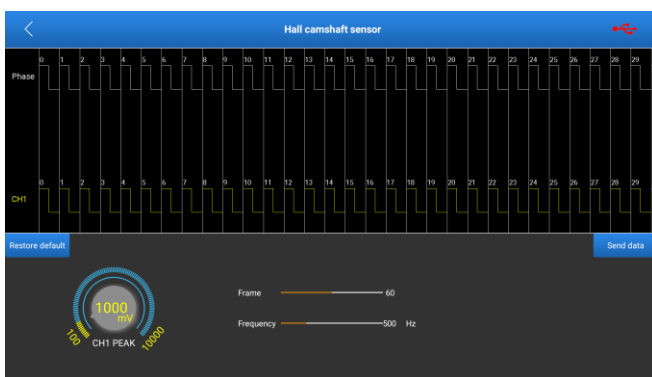 Hall camshaft sensor
0 1 2 3 4 5 6 7 8 9 10 11 12 13 14 15 16 17 18 19 20 21 22 23 24 25 26 27 28 29
Phase
0 1 2 3 4 5 6 7 8 9 10 11 12 13 14 15 16 17 18 19 20 21 22 23 24 25 26 27 28 29
CH1
Restore default Send data
1000
mV
100 CH1 PEAK 10000
Frame 60
Frequency 500 Hz